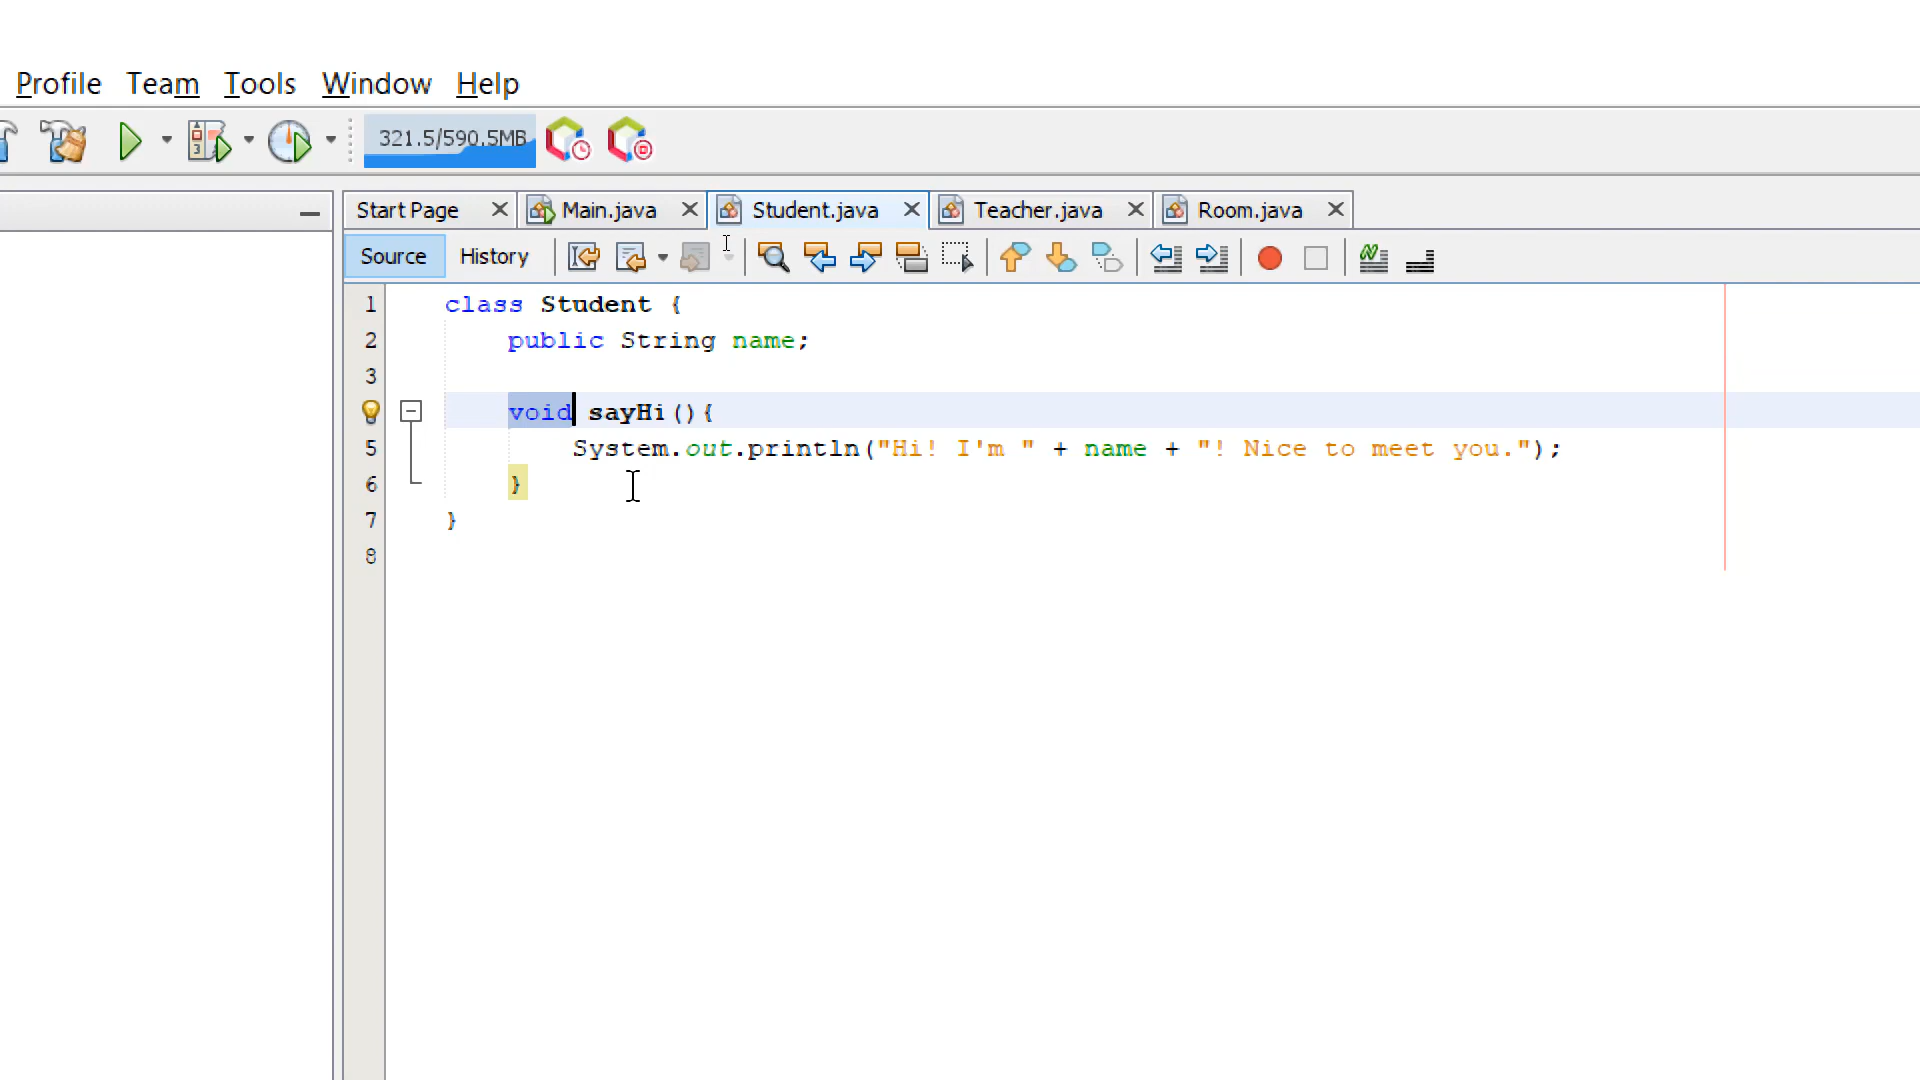 Profile Team Tools Window Help
321.5/590.5MB
Start Page Main.java Student.java Teacher.java Room.java
Source History
1 class Student {
2 public String name;
3
void sayHi(){
5 System.out.println("Hi! I'm " + name + "! Nice to meet you.");
6 }
7 }
8